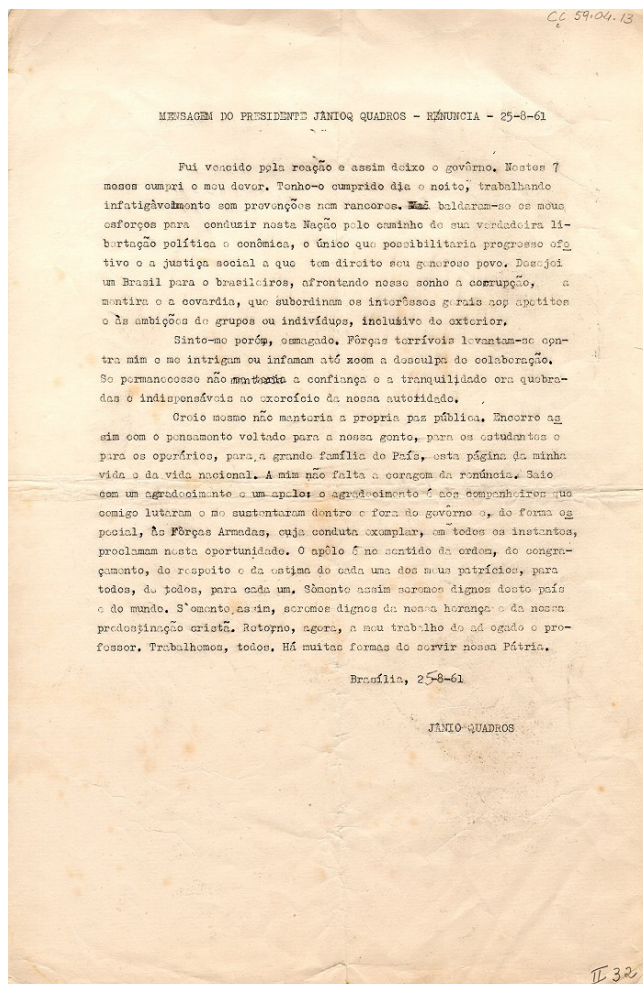 CC 59.04.13
MENSAGEM DO PRESIDENTE JÂNIOQ QUADROS - RENUNCIA - 25-8-61
Fui vencido pela reação e assim deixo o govêrno. Nestes 7
meses cumpri o meu dever. Tenho-o cumprido dia e noite, trabalhando
infatigàvelmente sem prevenções nem rancores. baldaram-se os meus
esforços para conduzir nesta Nação pelo caminho de sua verdadeira li-
bertação política e conômica, o único que possibilitaria progresso efe
tivo e a justiça social a que tem direito seu generoso povo. Desejei
um Brasil para o brasileiros, afrontando nesse sonho a corrupção, a
mentira e a covardia, que subordinam os interêsses gerais aos apetites
e às ambições de grupos ou indivíduos, inclusive do exterior.
Sinto-me porém, esmagado. Fôrças terríveis levantam-se con-
tra mim e me intrigam ou infamam até zoom a desculpa de colaboração.
Se permanecesse não manteria a confiança e a tranquilidade ora quebra-
das e indispensáveis ao exercício da nossa autoridade.
Creio mesmo não manteria a propria paz pública. Encerro as
sim com o pensamento voltado para a nossa gente, para os estudantes e
para os operários, para a grande família do País, esta página da minha
vida e da vida nacional. A mim não falta a coragem da renúncia. Saio
com um agradecimento e um apelo: o agradecimento é aos companheiros que
comigo lutaram e me sustentaram dentro e fora do govêrno e, de forma es
pecial, às Fôrças Armadas, cuja conduta exemplar, em todos os instantes,
proclamam nesta oportunidade. O apêlo é no sentido da ordem, do congra-
çamento, do respeito e da estima de cada uma dos meus patrícios, para
todos, de todos, para cada um. Sòmente assim seremos dignos deste país
e do mundo. S`omente assim, seremos dignos da nossa herança e da nossa
predestinação cristã. Retorno, agora, a meu trabalho de ad ogado e pro-
fessor. Trabalhemos, todos. Há muitas formas de servir nossa Pátria.
Brasília, 25-8-61
JÂNIO QUADROS
II 32